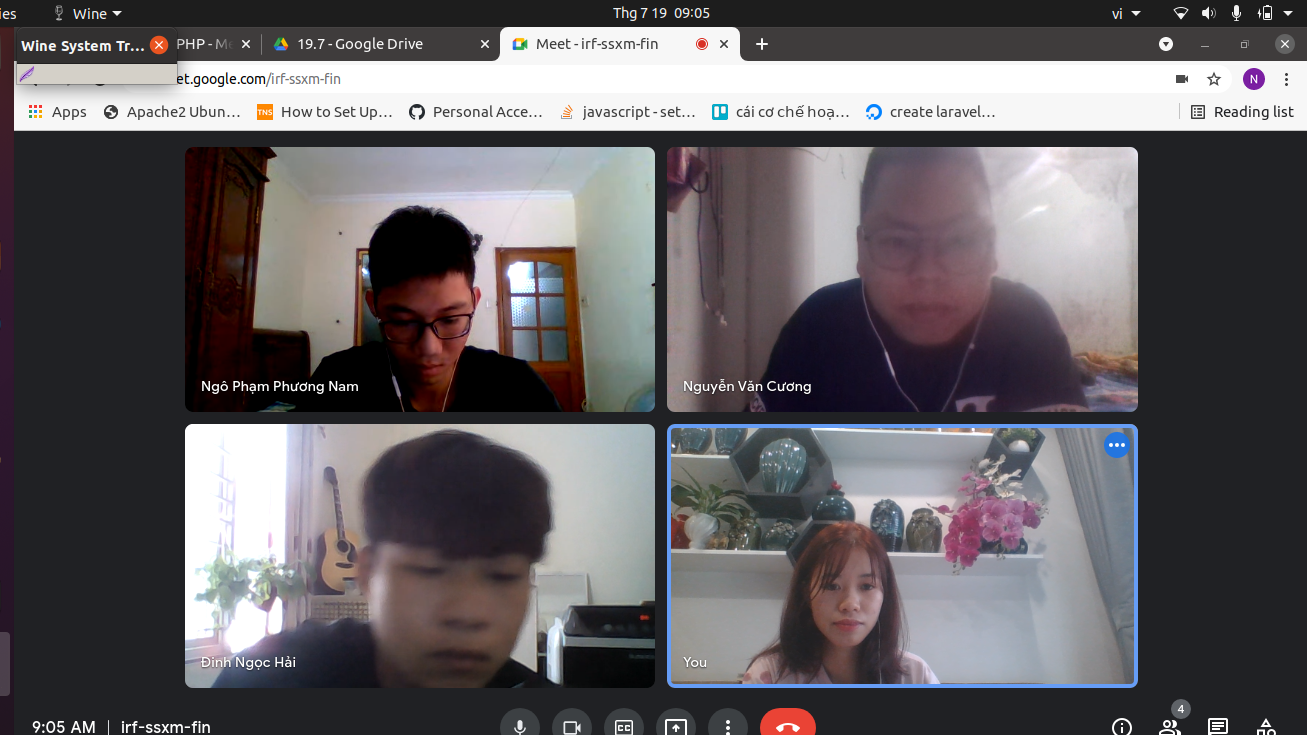 ies Wine Thg 7 19 09:05 vi
Wine System Tr... PHP - Me 19.7 - Google Drive Meet - irf-ssxm-fin
et.google.com/irf-ssxm-fin N
Apps Apache2 Ubun... How to Set Up... Personal Acce... javascript - set... cái cơ chế hoạ... create laravel... Reading list
TNS
Ngô Phạm Phương Nam
Nguyễn Văn Cương
Đinh Ngọc Hải
You
4
9:05 AM | irf-ssxm-fin